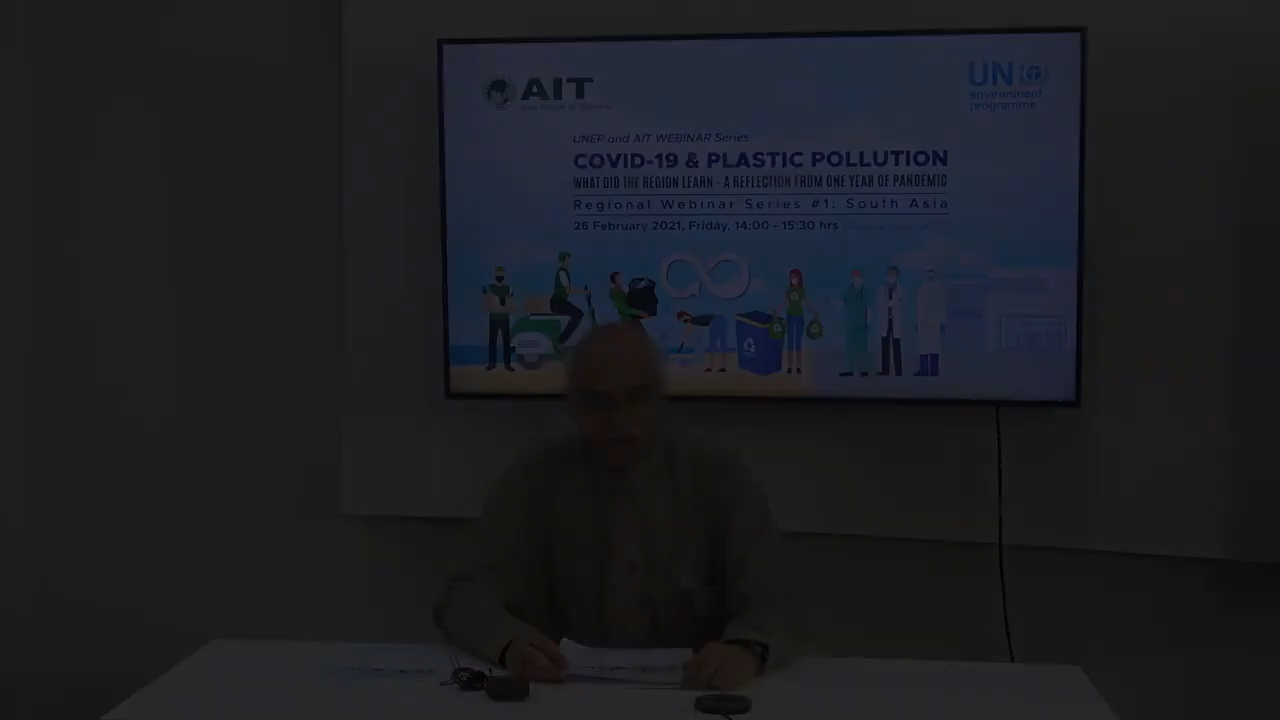 AIT
UN
environment
programme
UNEP and AIT WEBINAR Series
COVID-19 & PLASTIC POLLUTION
WHAT DID THE REGION LEARN - A REFLECTION FROM ONE YEAR OF PANDEMIC
Regional Webinar Series #1: South Asia
26 February 2021, Friday, 14:00 - 15:30 hrs